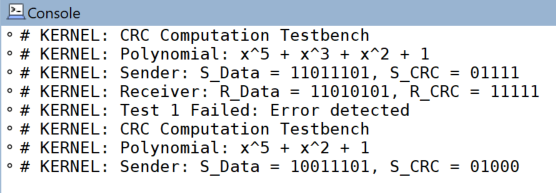 Console
# KERNEL: CRC Computation Testbench
# KERNEL: Polynomial: x^5 + x^3 + x^2 + 1
# KERNEL: Sender: S_Data = 11011101, S_CRC = 01111
# KERNEL: Receiver: R_Data = 11010101, R_CRC = 11111
# KERNEL: Test 1 Failed: Error detected
# KERNEL: CRC Computation Testbench
# KERNEL: Polynomial: x^5 + x^2 + 1
# KERNEL: Sender: S_Data = 10011101, S_CRC = 01000